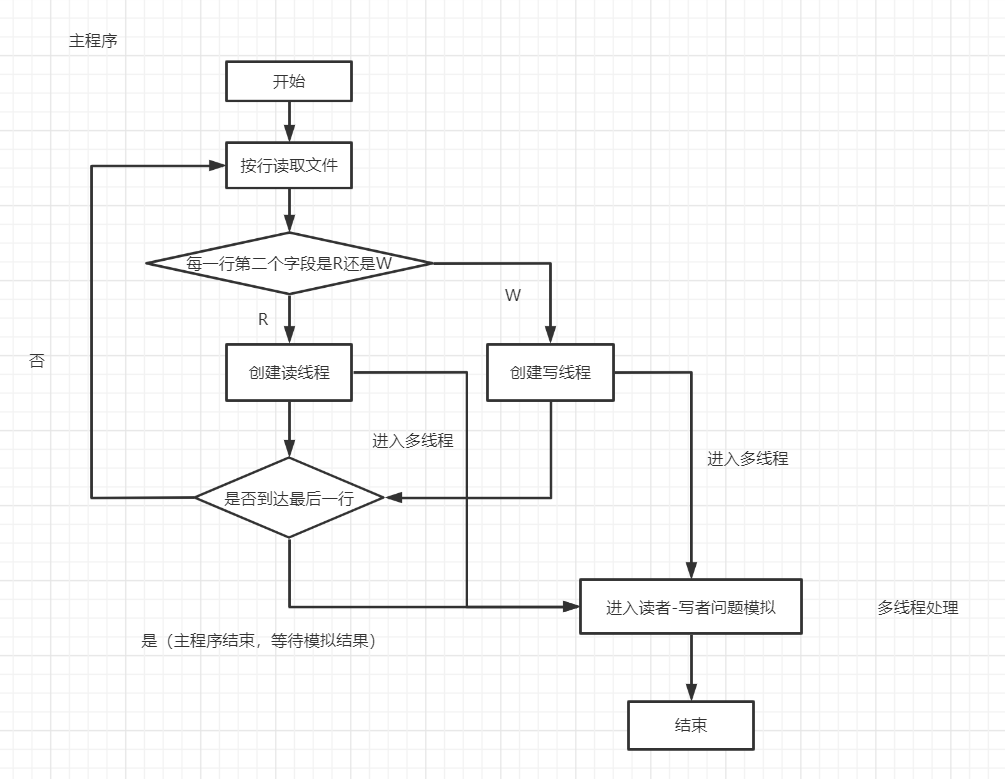 主程序
开始
按行读取文件
每一行第二个字段是R还是W
W
R
否
创建读线程
创建写线程
进入多线程
进入多线程
是否到达最后一行
进入读者-写者问题模拟
多线程处理
是（主程序结束，等待模拟结果）
结束